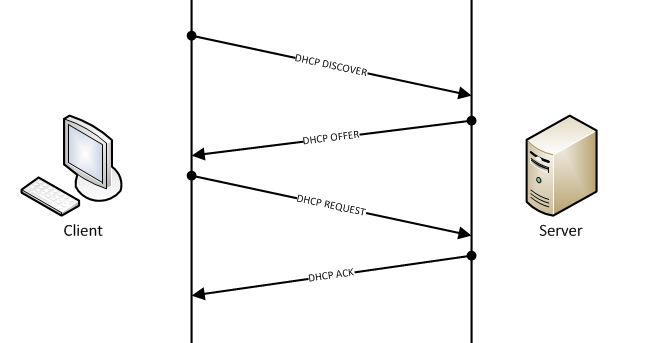 DHCP DISCOVER
DHCP OFFER
DHCP REQUEST
DHCP ACK
Client
Server